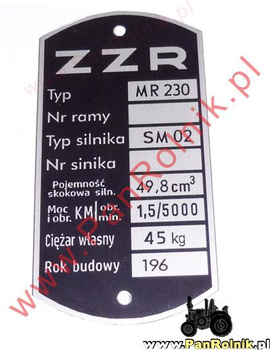 ZZR
Typ MR 230
Nr ramy
Typ silnika SM 02
Nr sinika
Pojemność skokowa siln. 49,8 cm³
Moc i obr. KM/obr. min. 1,5/5000
Ciężar własny 45 kg
Rok budowy 196
www.PanRolnik.pl
www.PanRolnik.pl